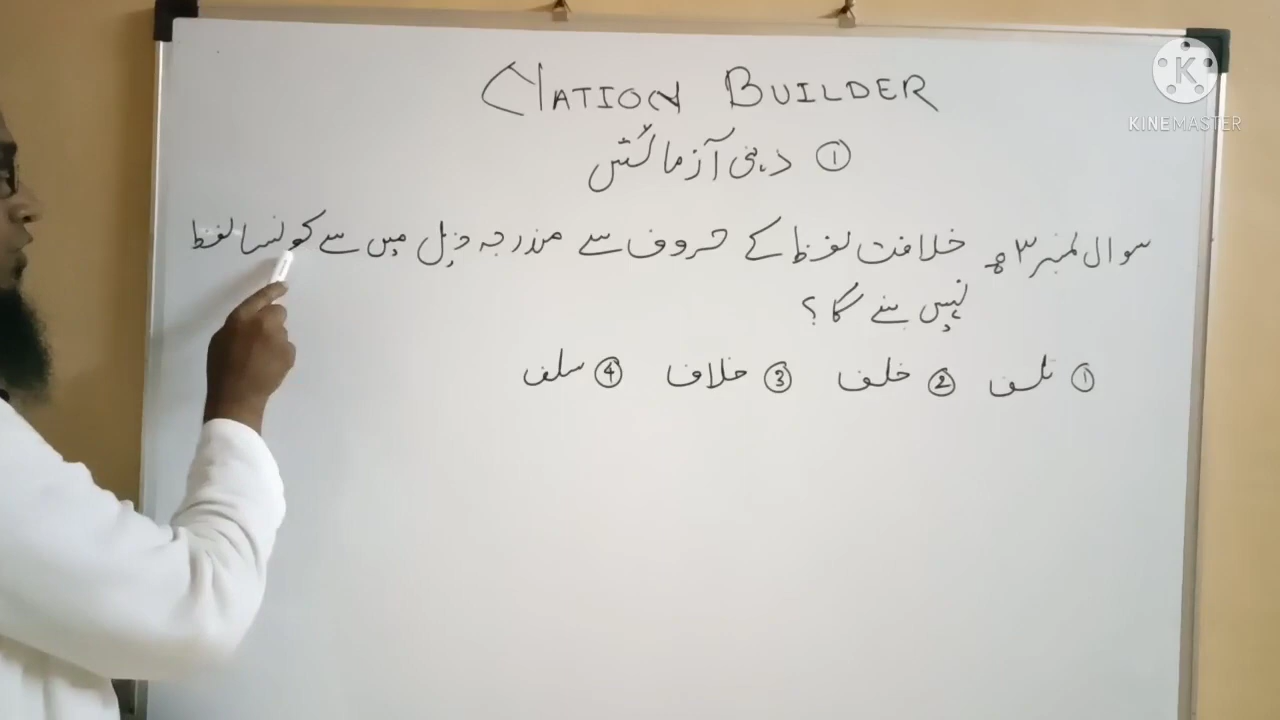 NATION BUILDER
KINEMASTER
① ذہنی آزمائش
سوال نمبر ۳ھ خلافت لفظ کے حروف سے مندرجہ ذیل میں سے کونسا لفظ
نہیں بنے گا؟
① تلف ② خلف ③ خلاف ④ سلف